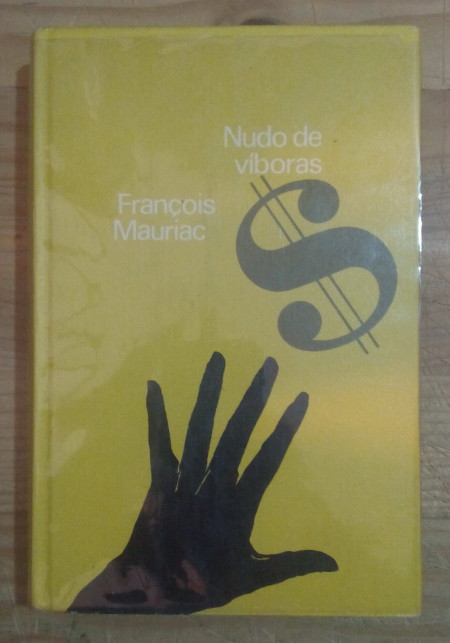 Nudo de
víboras
$
François
Mauriac